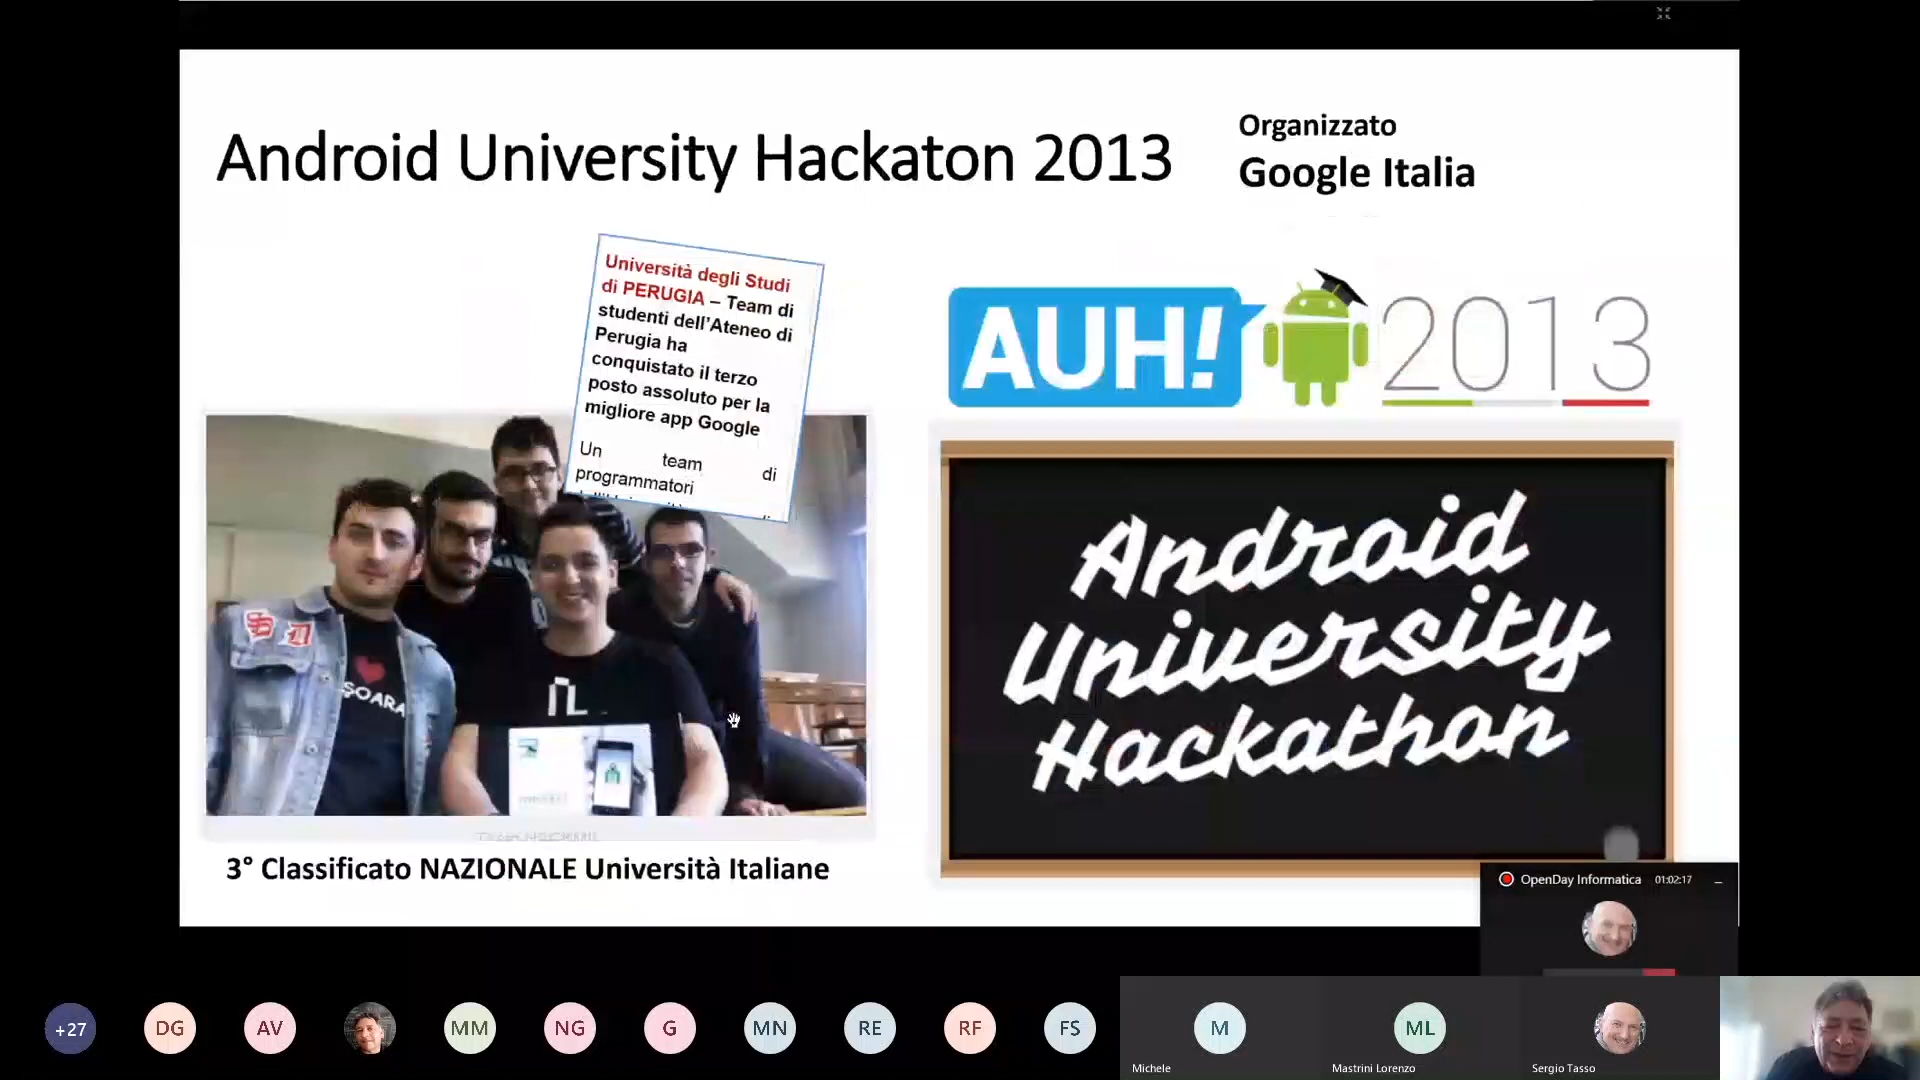 Android University Hackaton 2013
Organizzato
Google Italia
Università degli Studi
di PERUGIA – Team di
studenti dell'Ateneo di
Perugia ha
conquistato il terzo
posto assoluto per la
migliore app Google
Un team di
programmatori
AUH! 2013
Android
University
Hackathon
ȘOARA
3° Classificato NAZIONALE Università Italiane
OpenDay Informatica 01:02:17
+27
DG
AV
MM
NG
G
MN
RE
RF
FS
M
Michele
ML
Mastrini Lorenzo
Sergio Tasso